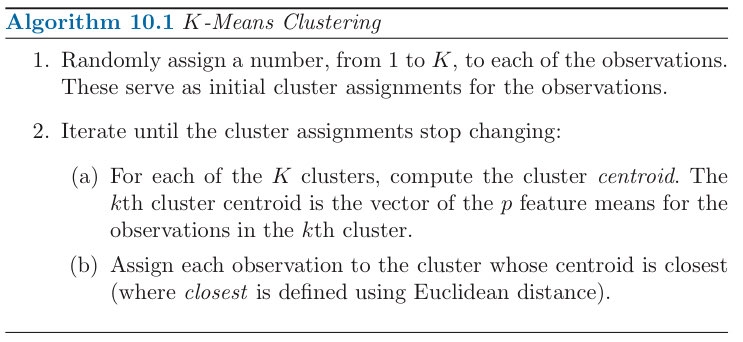 Algorithm 10.1 K-Means Clustering
1. Randomly assign a number, from 1 to K, to each of the observations.
These serve as initial cluster assignments for the observations.
2. Iterate until the cluster assignments stop changing:
(a) For each of the K clusters, compute the cluster centroid. The
kth cluster centroid is the vector of the p feature means for the
observations in the kth cluster.
(b) Assign each observation to the cluster whose centroid is closest
(where closest is defined using Euclidean distance).